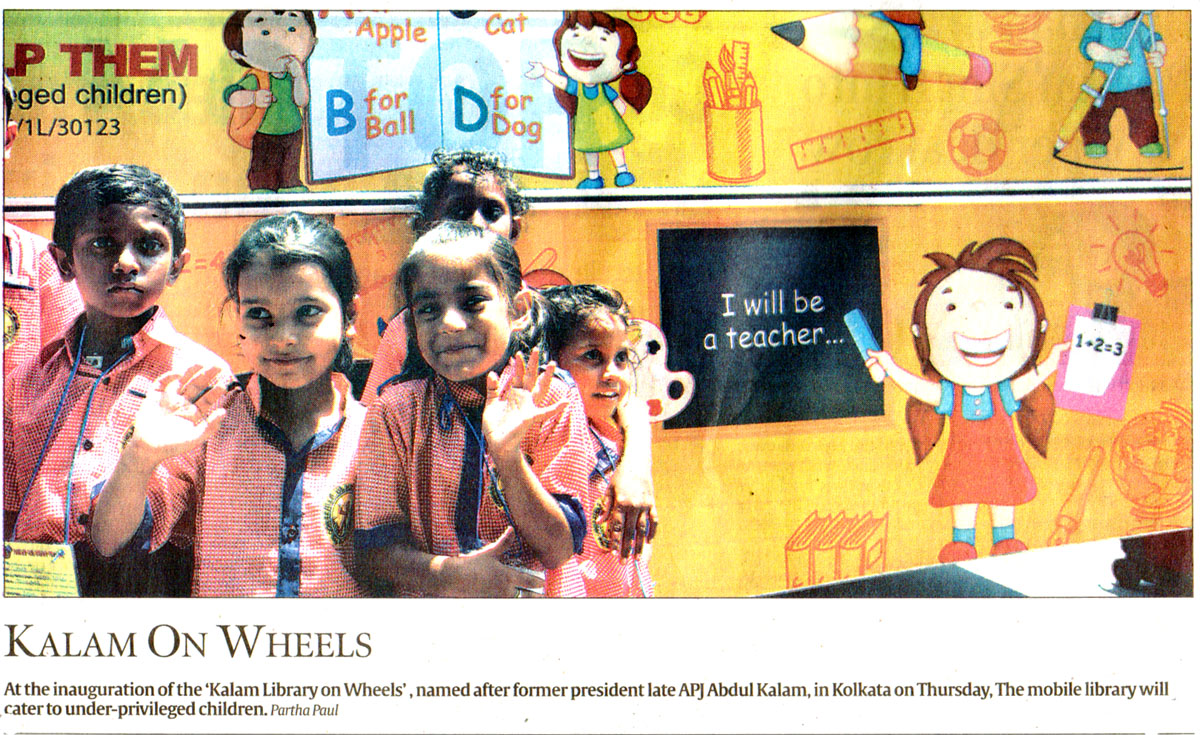 LP THEM
eged children)
/1L/30123
Apple
Cat
B for Ball
D for Dog
I will be
a teacher...
1+2=3
KALAM ON WHEELS
At the inauguration of the ‘Kalam Library on Wheels’ , named after former president late APJ Abdul Kalam, in Kolkata on Thursday, The mobile library will
cater to under-privileged children. Partha Paul